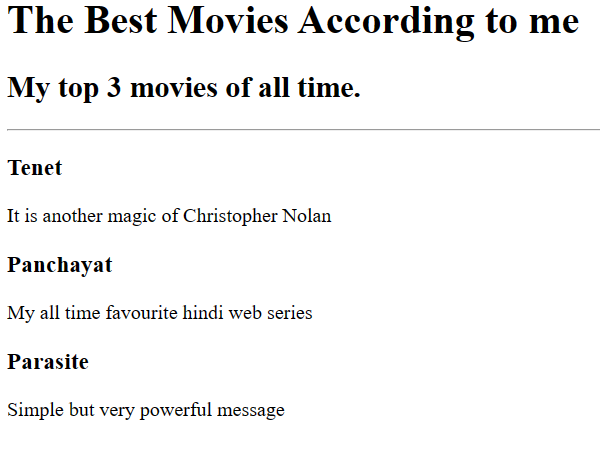 The Best Movies According to me
My top 3 movies of all time.
Tenet
It is another magic of Christopher Nolan
Panchayat
My all time favourite hindi web series
Parasite
Simple but very powerful message